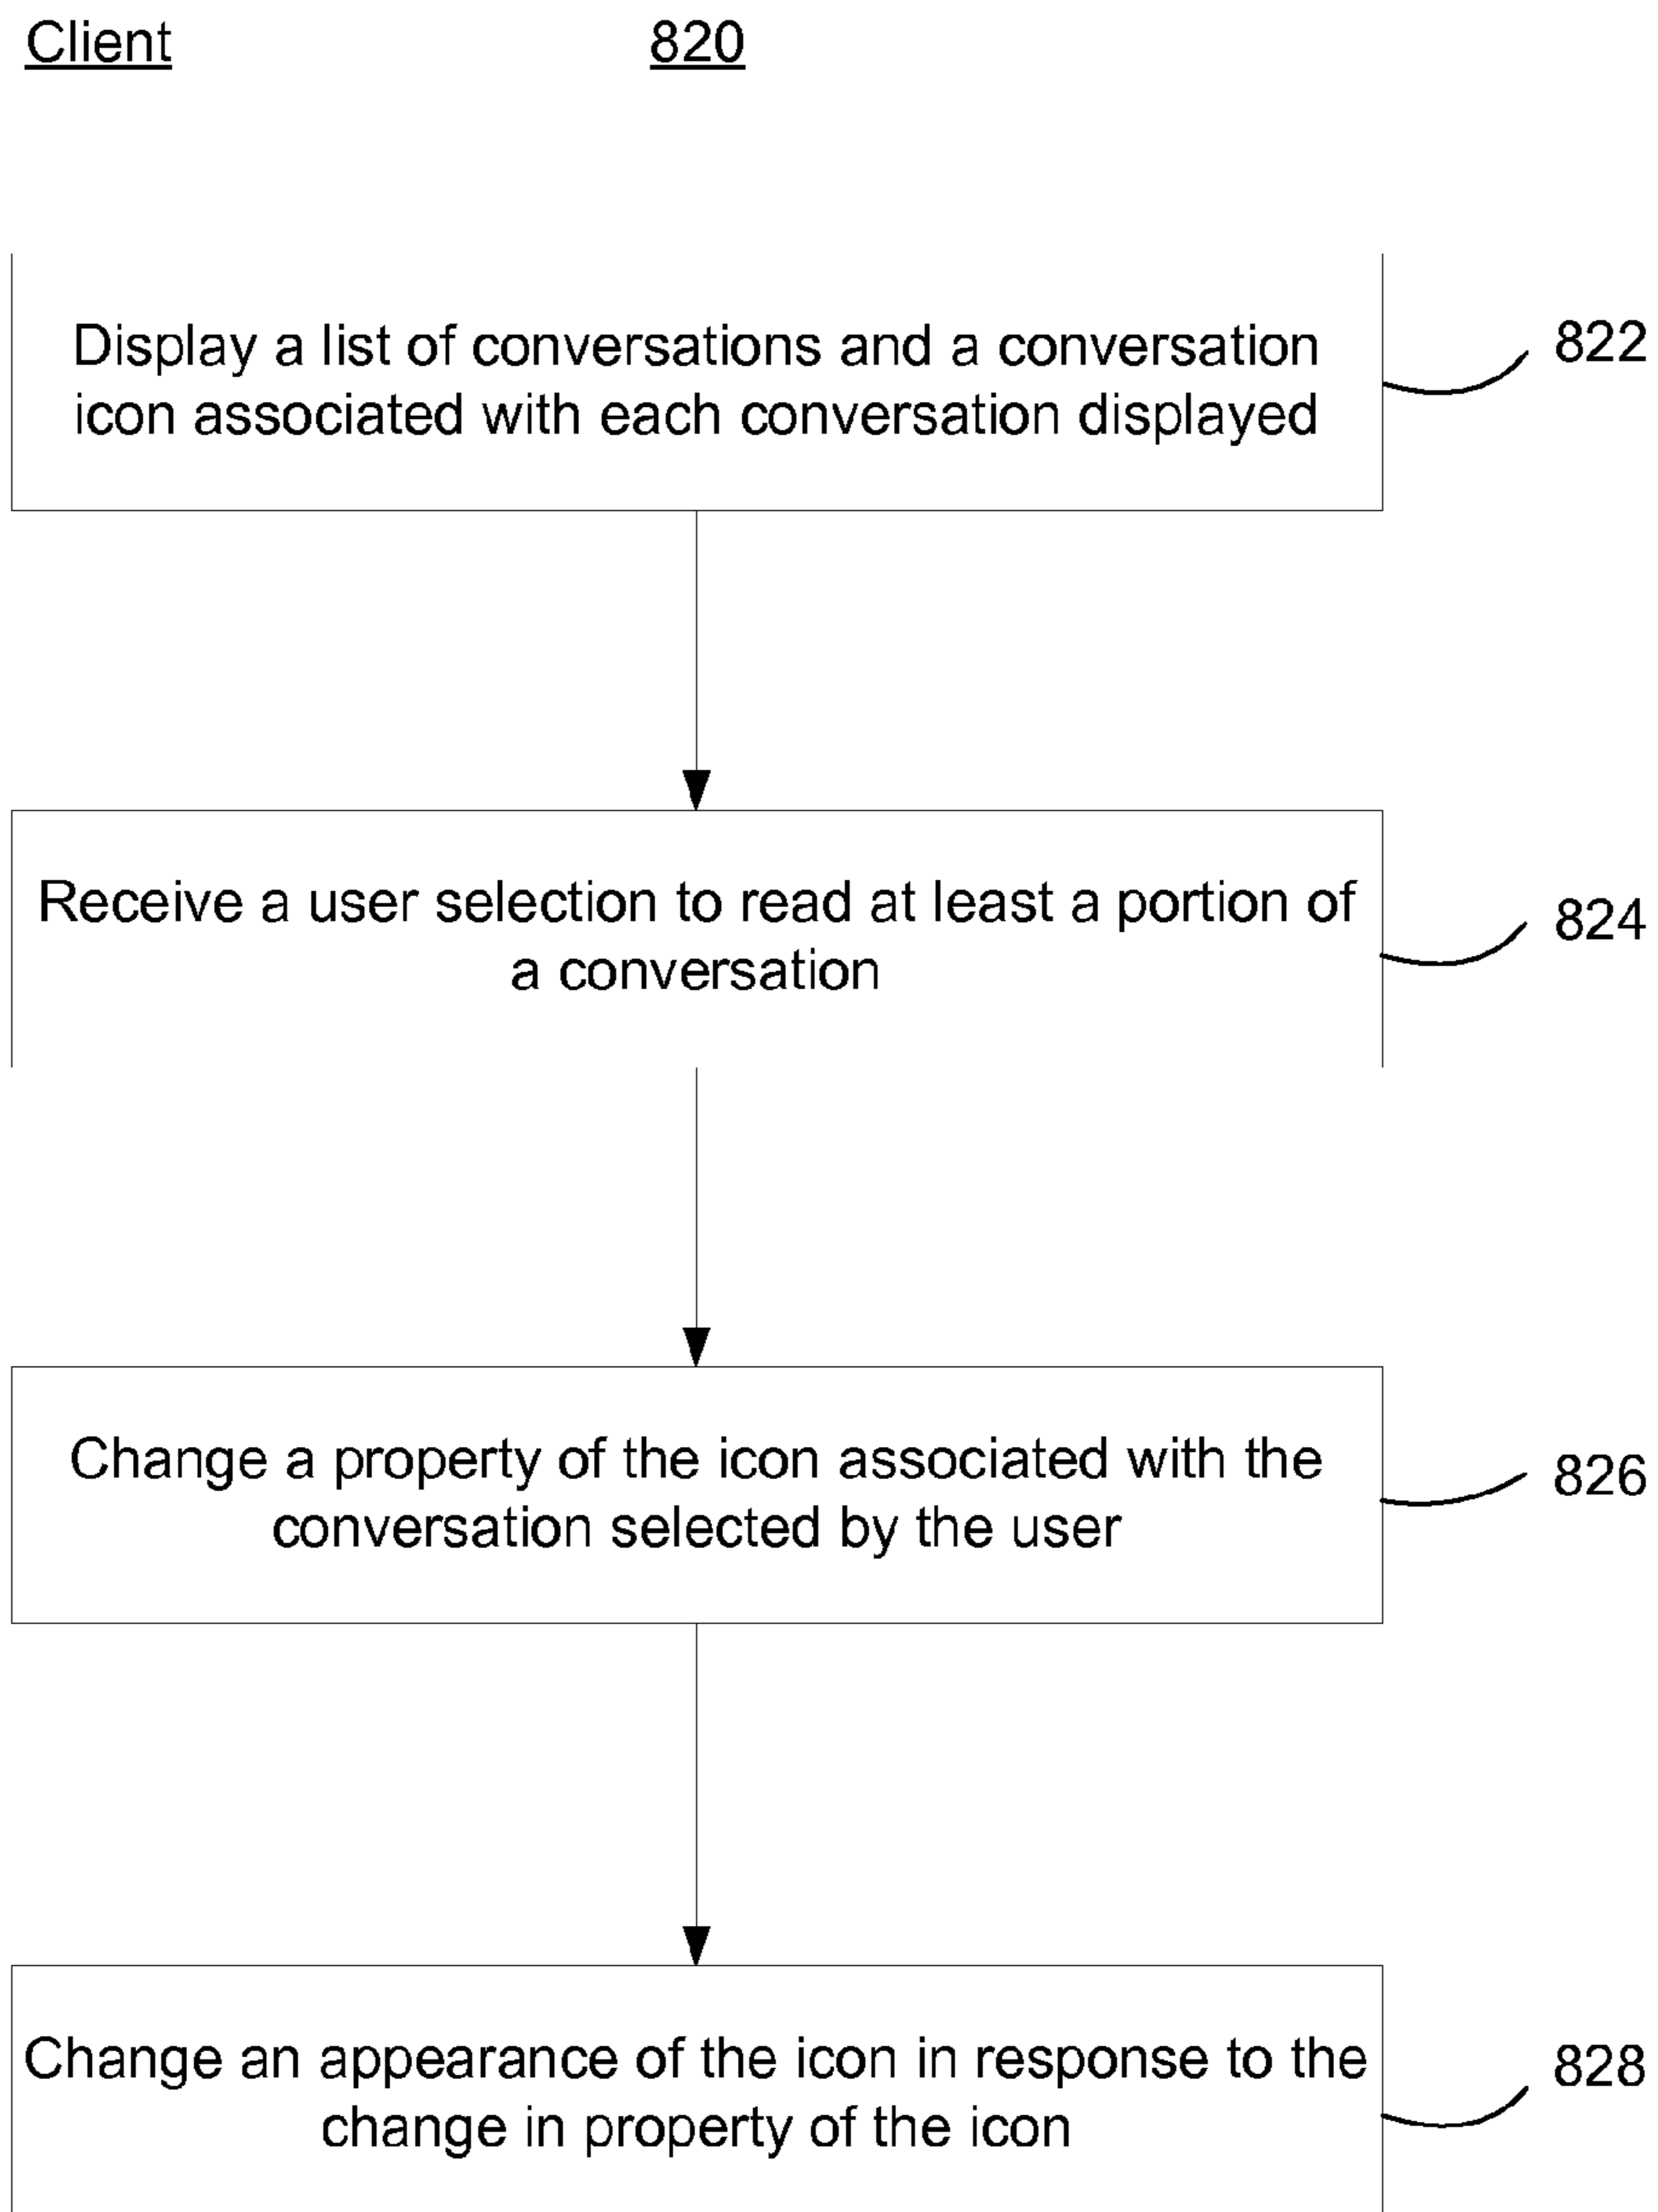 Client 820
Display a list of conversations and a conversation
icon associated with each conversation displayed
822
Receive a user selection to read at least a portion of
a conversation
824
Change a property of the icon associated with the
conversation selected by the user
826
Change an appearance of the icon in response to the
change in property of the icon
828